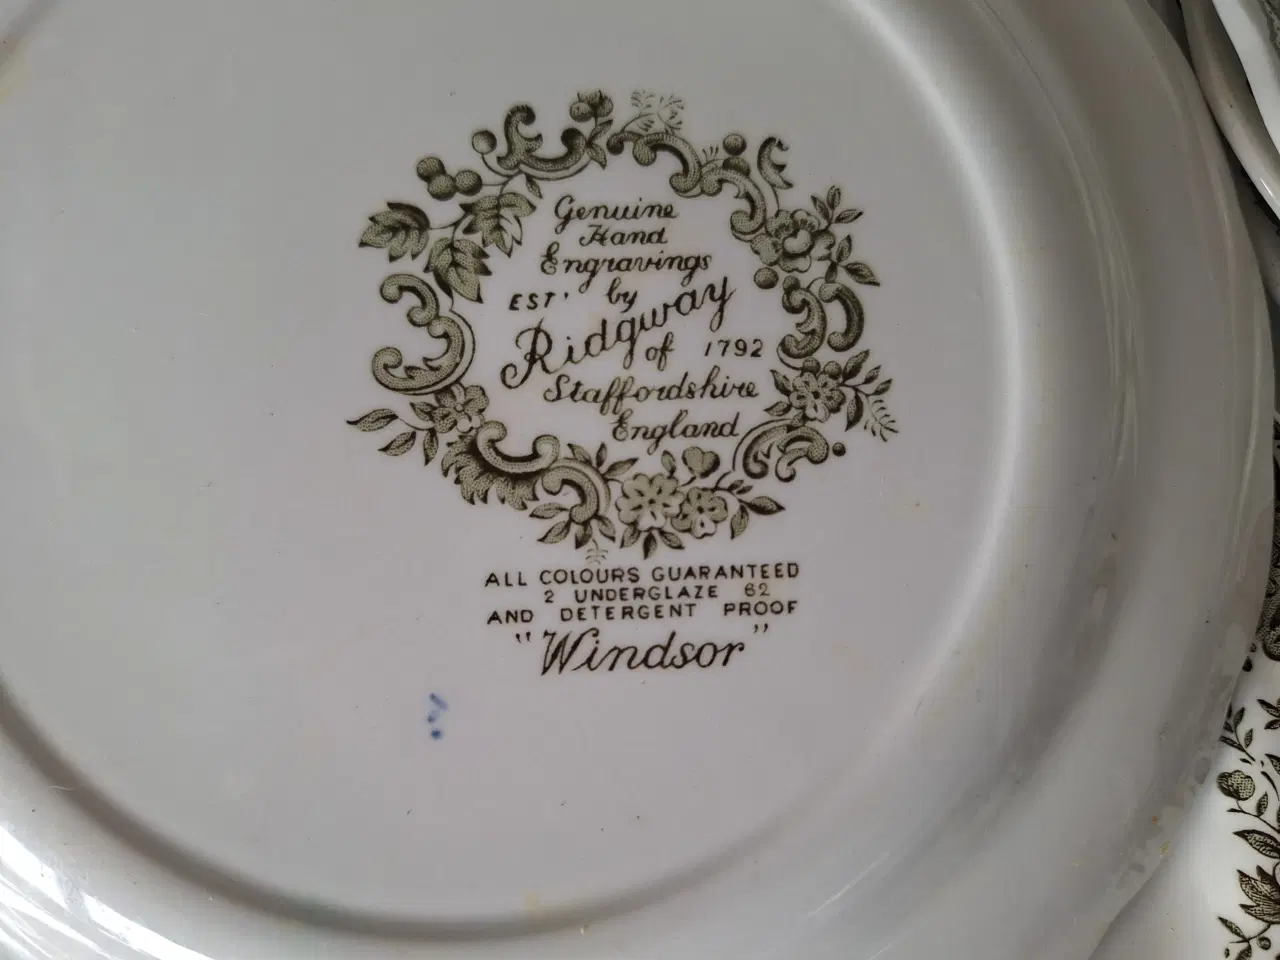 Genuine
Hand
Engravings
EST' by
Ridgway
of 1792
Staffordshire
England
ALL COLOURS GUARANTEED
2 UNDERGLAZE 62
AND DETERGENT PROOF
"Windsor"